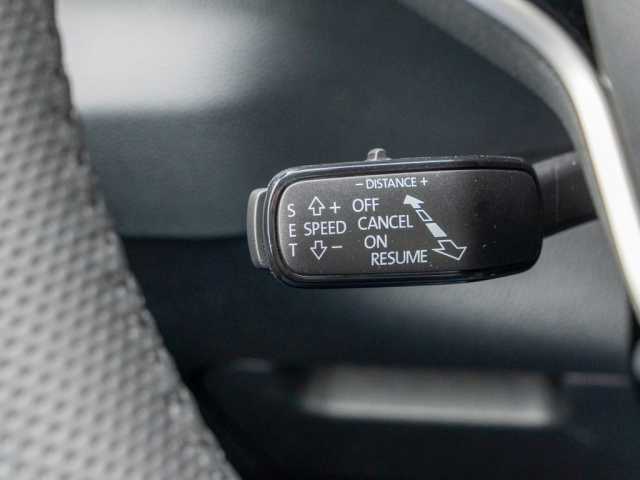 – DISTANCE +
S + OFF
E SPEED CANCEL
T – ON
RESUME